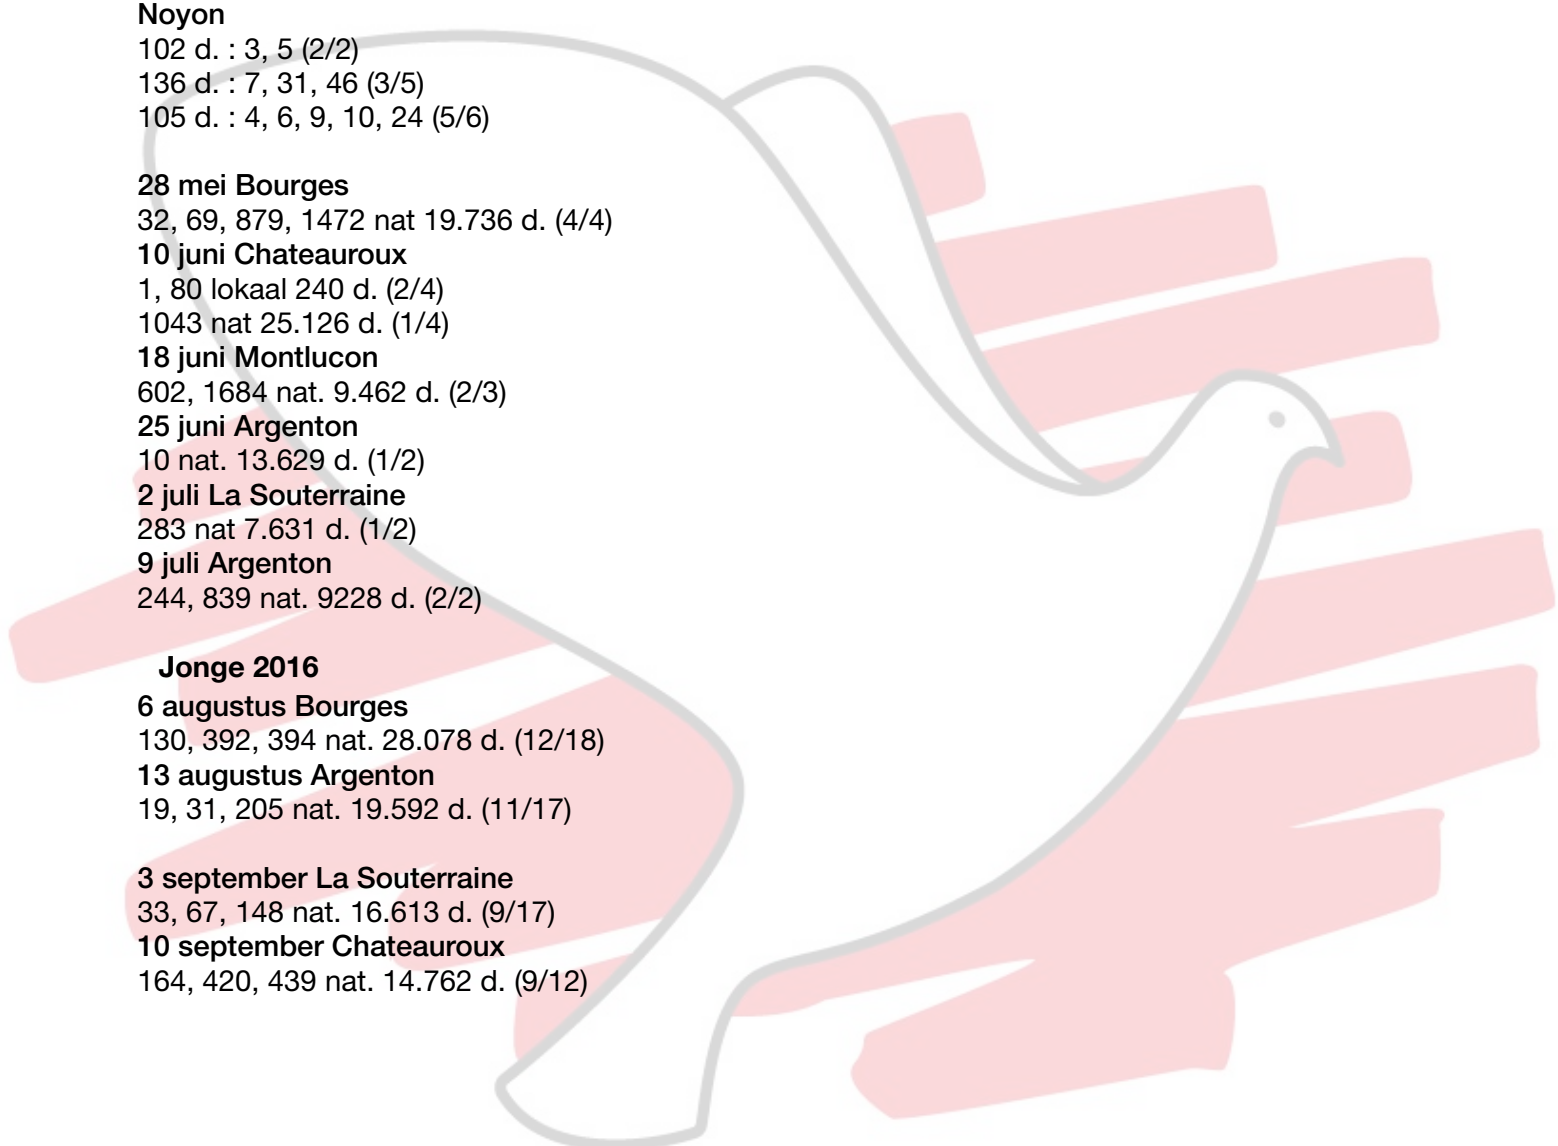 Noyon
102 d. : 3, 5 (2/2)
136 d. : 7, 31, 46 (3/5)
105 d. : 4, 6, 9, 10, 24 (5/6)
28 mei Bourges
32, 69, 879, 1472 nat 19.736 d. (4/4)
10 juni Chateauroux
1, 80 lokaal 240 d. (2/4)
1043 nat 25.126 d. (1/4)
18 juni Montlucon
602, 1684 nat. 9.462 d. (2/3)
25 juni Argenton
10 nat. 13.629 d. (1/2)
2 juli La Souterraine
283 nat 7.631 d. (1/2)
9 juli Argenton
244, 839 nat. 9228 d. (2/2)
Jonge 2016
6 augustus Bourges
130, 392, 394 nat. 28.078 d. (12/18)
13 augustus Argenton
19, 31, 205 nat. 19.592 d. (11/17)
3 september La Souterraine
33, 67, 148 nat. 16.613 d. (9/17)
10 september Chateauroux
164, 420, 439 nat. 14.762 d. (9/12)